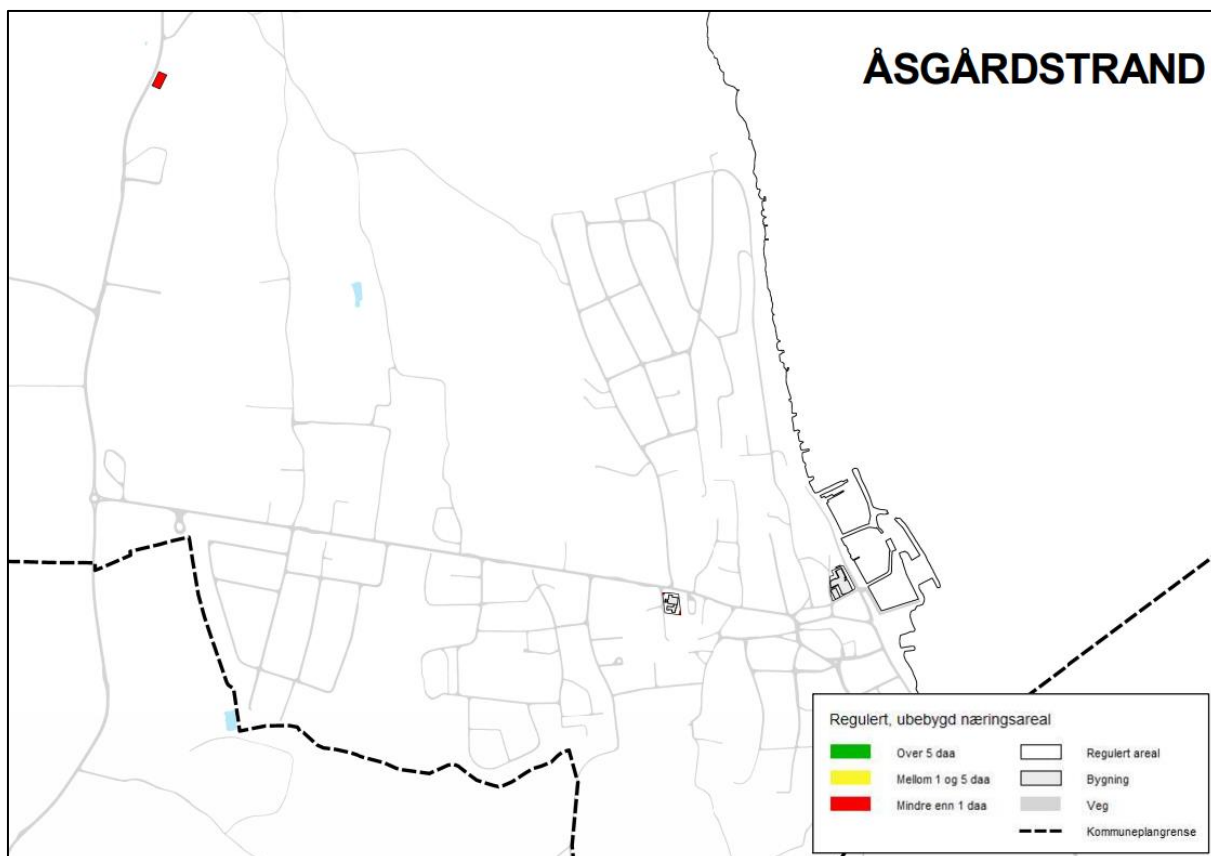 ÅSGÅRDSTRAND
Regulert, ubebygd næringsareal
Over 5 daa
Mellom 1 og 5 daa
Mindre enn 1 daa
Regulert areal
Bygning
Veg
Kommuneplangrense